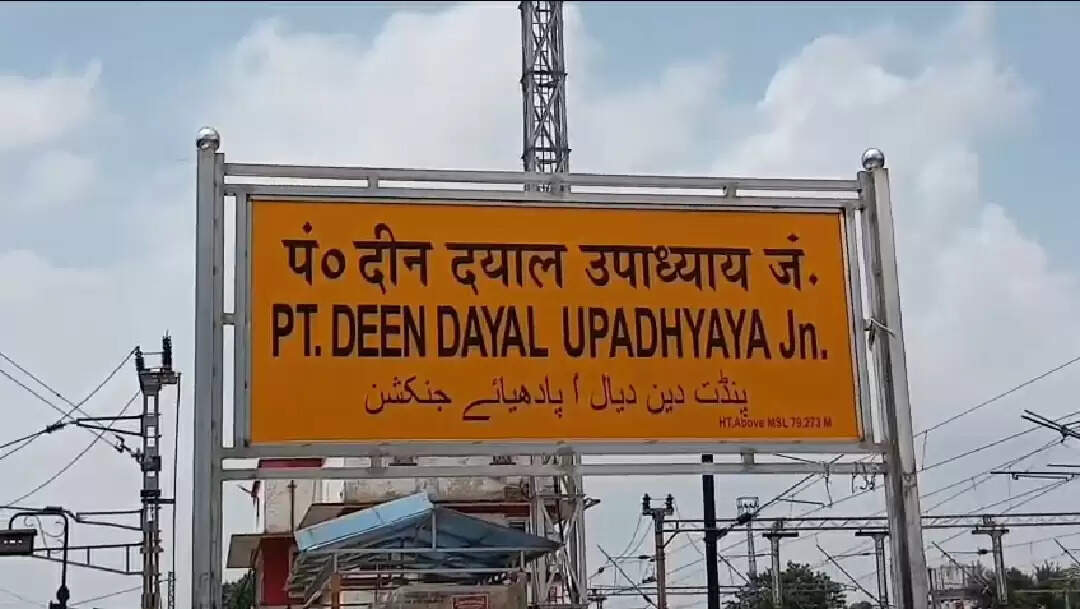 पं० दीन दयाल उपाध्याय जं.
PT. DEEN DAYAL UPADHYAYA Jn.
پنڈت دین دیال اُپادھیائے جنکشن
HT.Above MSL 79.273 M